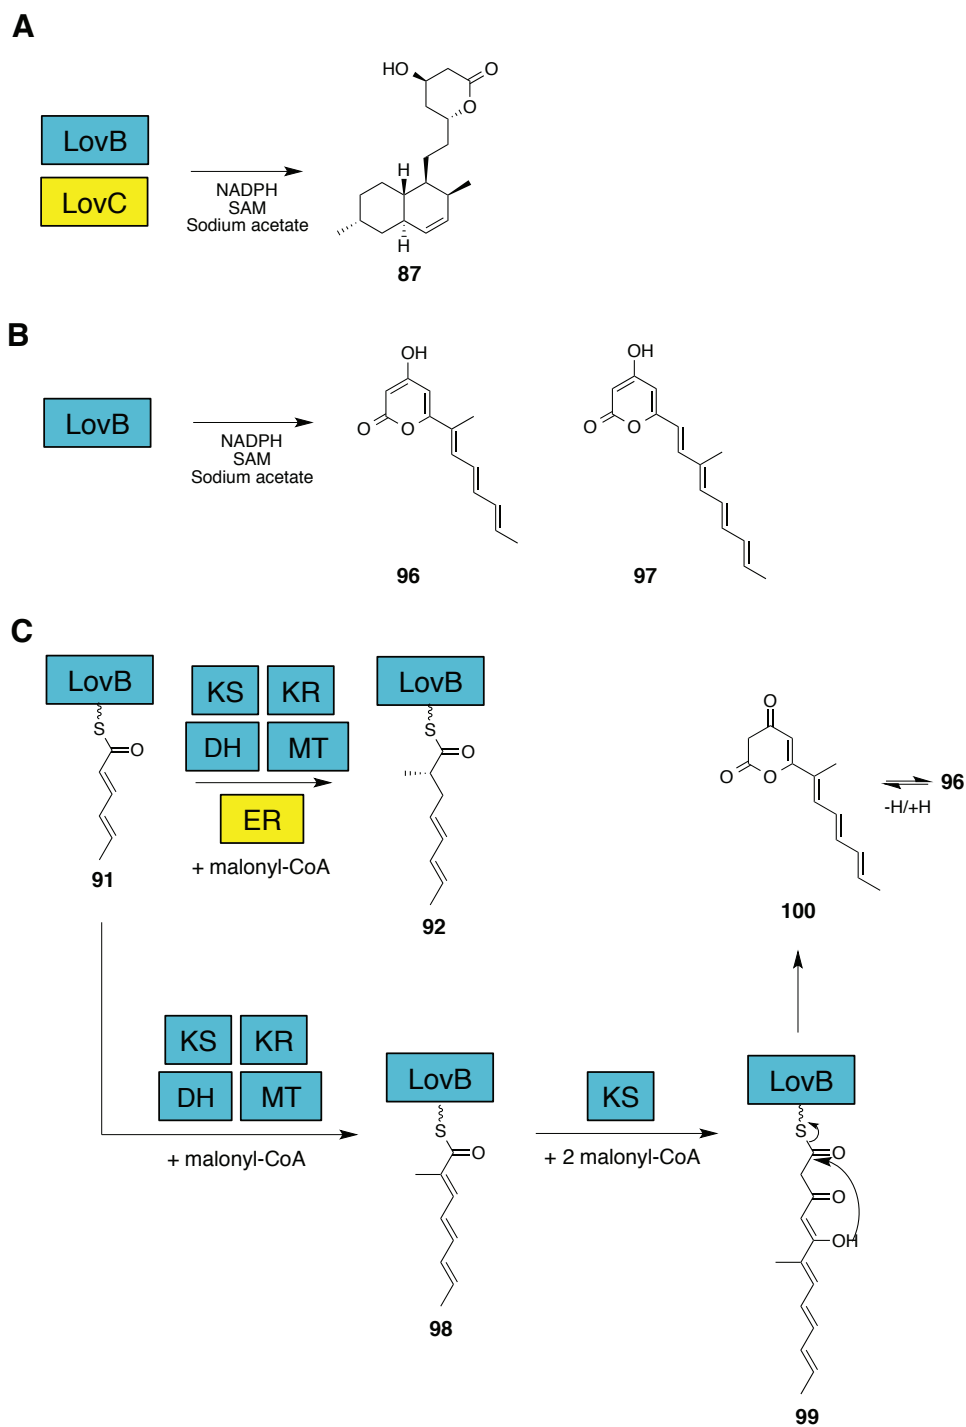 A
LovB
LovC
NADPH
SAM
Sodium acetate
HO
O
O
H
H
87
B
LovB
NADPH
SAM
Sodium acetate
OH
O
O
96
OH
O
O
97
C
LovB
S
O
91
KS
KR
DH
MT
ER
+ malonyl-CoA
LovB
S
O
92
O
O
O
100
-H/+H
96
KS
KR
DH
MT
+ malonyl-CoA
LovB
S
O
98
KS
+ 2 malonyl-CoA
LovB
S
O
O
OH
99